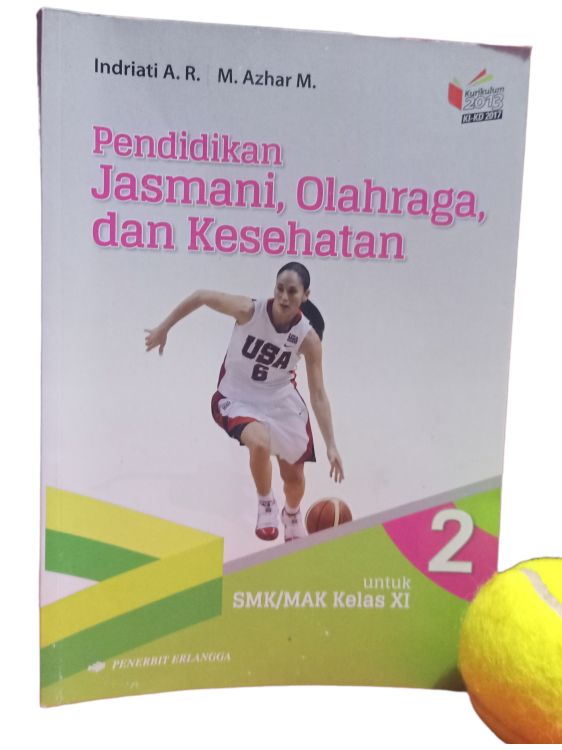 Indriati A. R. | M. Azhar M.
Kurikulum
2013
KI-KD 2017
Pendidikan
Jasmani, Olahraga,
dan Kesehatan
USA
6
2
untuk
SMK/MAK Kelas XI
PENERBIT ERLANGGA